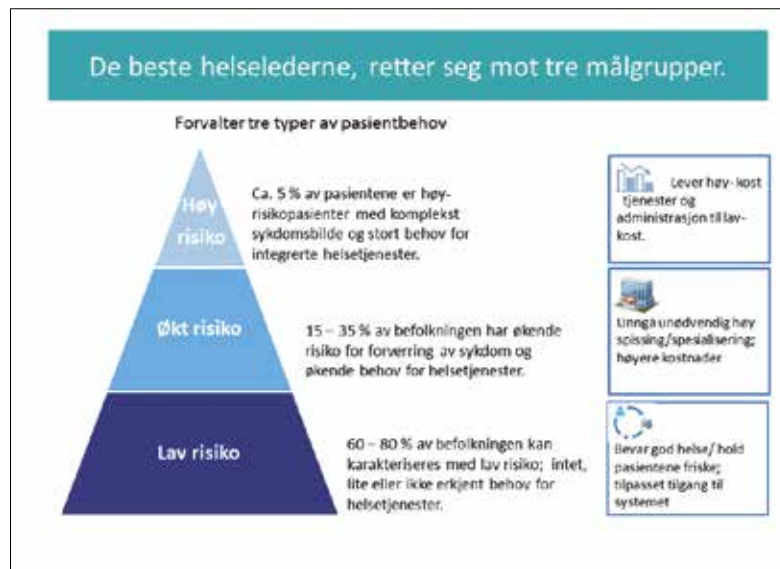 De beste helselederne, retter seg mot tre målgrupper.
Forvalter tre typer av pasientbehov
Høy
risiko
Ca. 5 % av pasientene er høy-
risikopasienter med komplekst
sykdomsbilde og stort behov for
integrerte helsetjenester.
Lever høy- kost
tjenester og
administrasjon til lav-
kost.
Økt risiko
15 – 35 % av befolkningen har økende
risiko for forverring av sykdom og
økende behov for helsetjenester.
Unngå unødvendig høy
spissing/spesialisering;
høyere kostnader
Lav risiko
60 – 80 % av befolkningen kan
karakteriseres med lav risiko; intet,
lite eller ikke erkjent behov for
helsetjenester.
Bevar god helse/ hold
pasientene friske;
tilpasset tilgang til
systemet